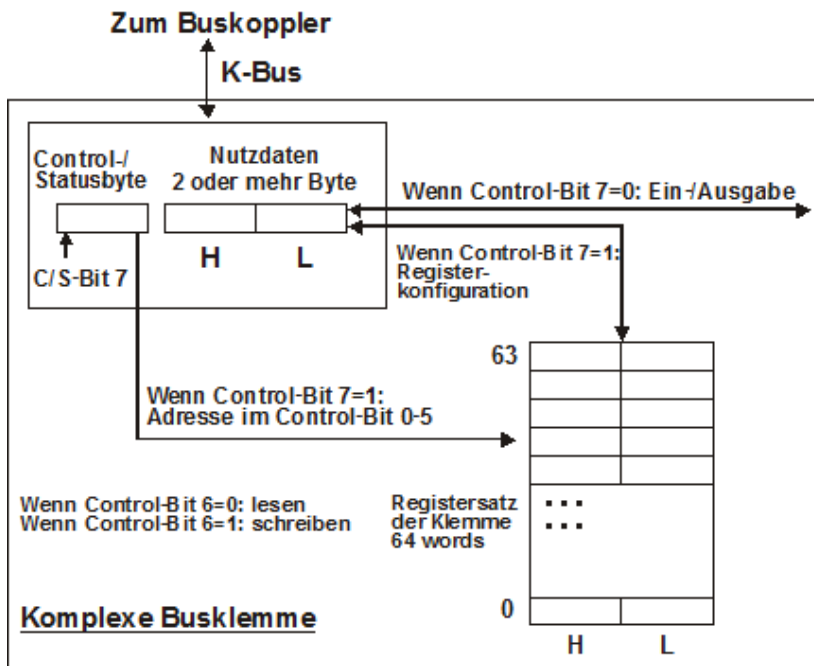 Zum Buskoppler
K-Bus
Control-/
Statusbyte
Nutzdaten
2 oder mehr Byte
Wenn Control-Bit 7=0: Ein-/Ausgabe
H L
C/S-Bit 7
Wenn Control-Bit 7=1:
Register-
konfiguration
63
Wenn Control-Bit 7=1:
Adresse im Control-Bit 0-5
Wenn Control-Bit 6=0: lesen
Wenn Control-Bit 6=1: schreiben
Registersatz
der Klemme
64 words
0
H L
Komplexe Busklemme